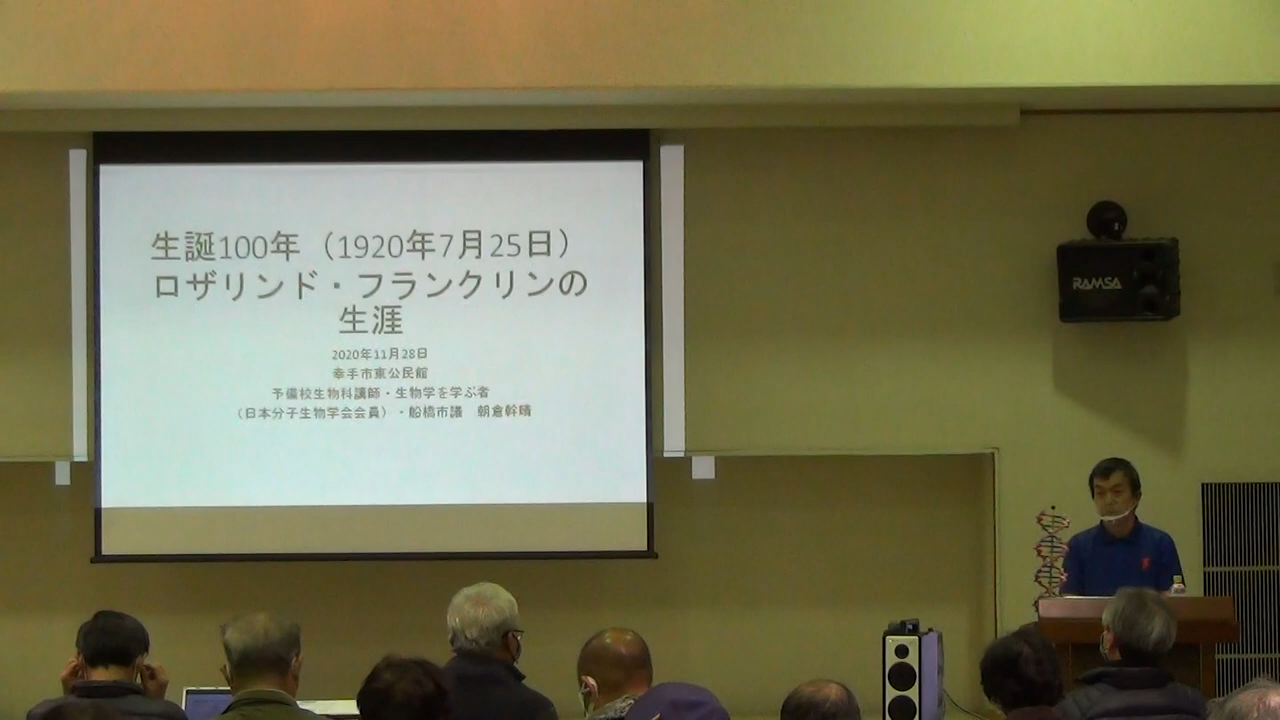 生誕100年（1920年7月25日）
ロザリンド・フランクリンの
生涯
2020年11月28日
幸手市東公民館
予備校生物科講師・生物学を学ぶ者
（日本分子生物学会会員）・船橋市議　朝倉幹晴
RAMSA